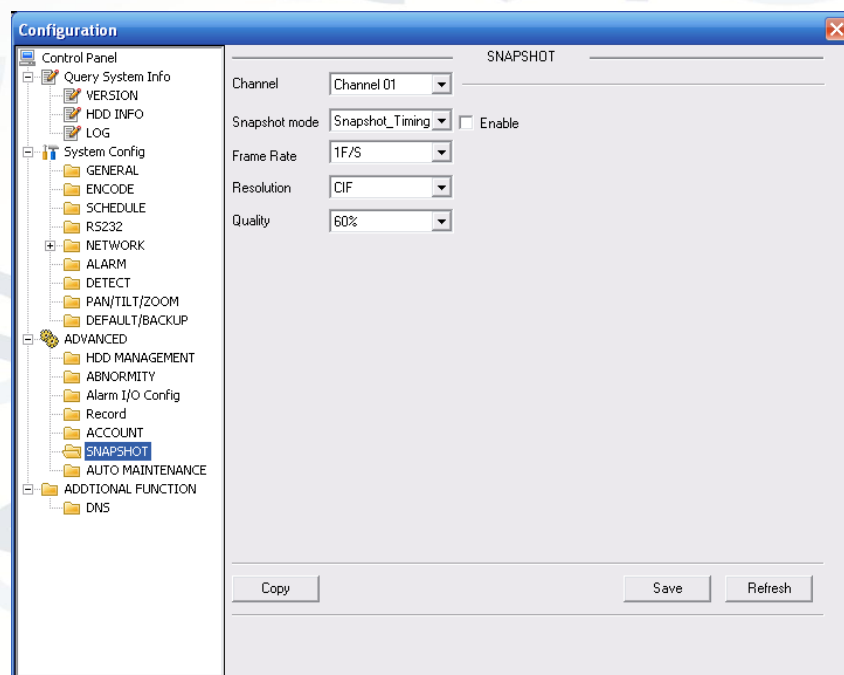 Configuration
Control Panel
Query System Info
VERSION
HDD INFO
LOG
System Config
GENERAL
ENCODE
SCHEDULE
RS232
NETWORK
ALARM
DETECT
PAN/TILT/ZOOM
DEFAULT/BACKUP
ADVANCED
HDD MANAGEMENT
ABNORMITY
Alarm I/O Config
Record
ACCOUNT
SNAPSHOT
AUTO MAINTENANCE
ADDTIONAL FUNCTION
DNS
SNAPSHOT
Channel Channel 01
Snapshot mode Snapshot_Timing Enable
Frame Rate 1F/S
Resolution CIF
Quality 60%
Copy Save Refresh